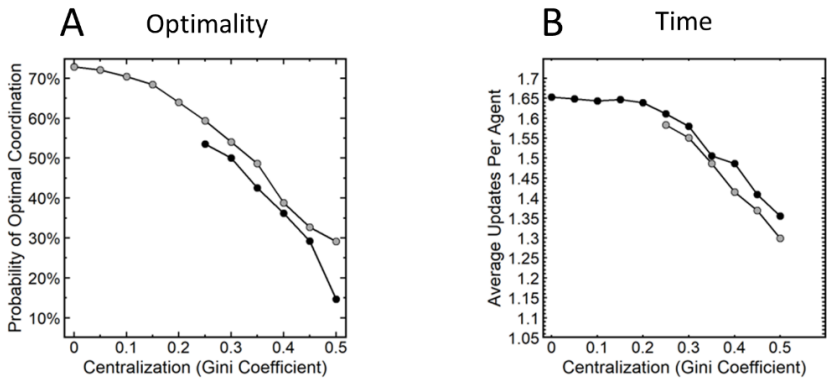 A Optimality
Probability of Optimal Coordination
70%
60%
50%
40%
30%
20%
10%
0 0.1 0.2 0.3 0.4 0.5
Centralization (Gini Coefficient)
B Time
Average Updates Per Agent
1.7
1.65
1.6
1.55
1.5
1.45
1.4
1.35
1.3
1.25
1.2
1.15
1.1
1.05
0 0.1 0.2 0.3 0.4 0.5
Centralization (Gini Coefficient)